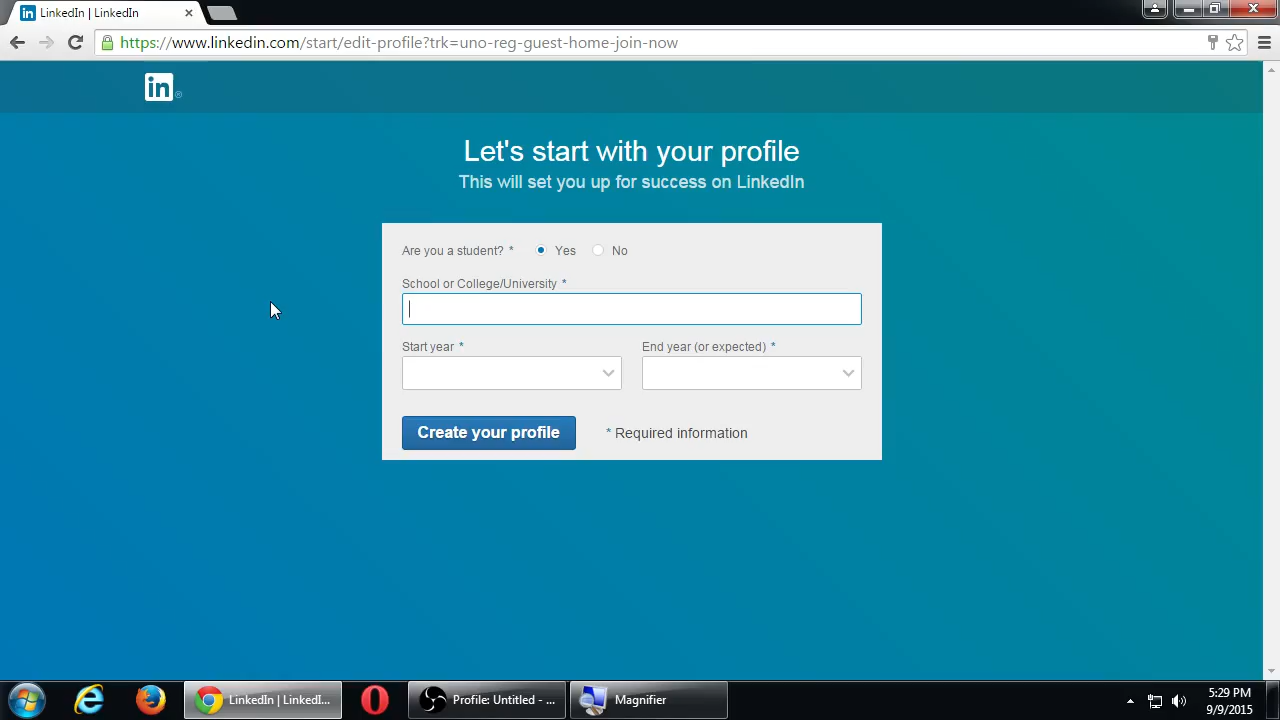 LinkedIn | LinkedIn
https://www.linkedin.com/start/edit-profile?trk=uno-reg-guest-home-join-now
in®
Let's start with your profile
This will set you up for success on LinkedIn
Are you a student? * Yes No
School or College/University *
Start year * End year (or expected) *
Create your profile * Required information
LinkedIn | LinkedI... Profile: Untitled - ... Magnifier 5:29 PM
9/9/2015